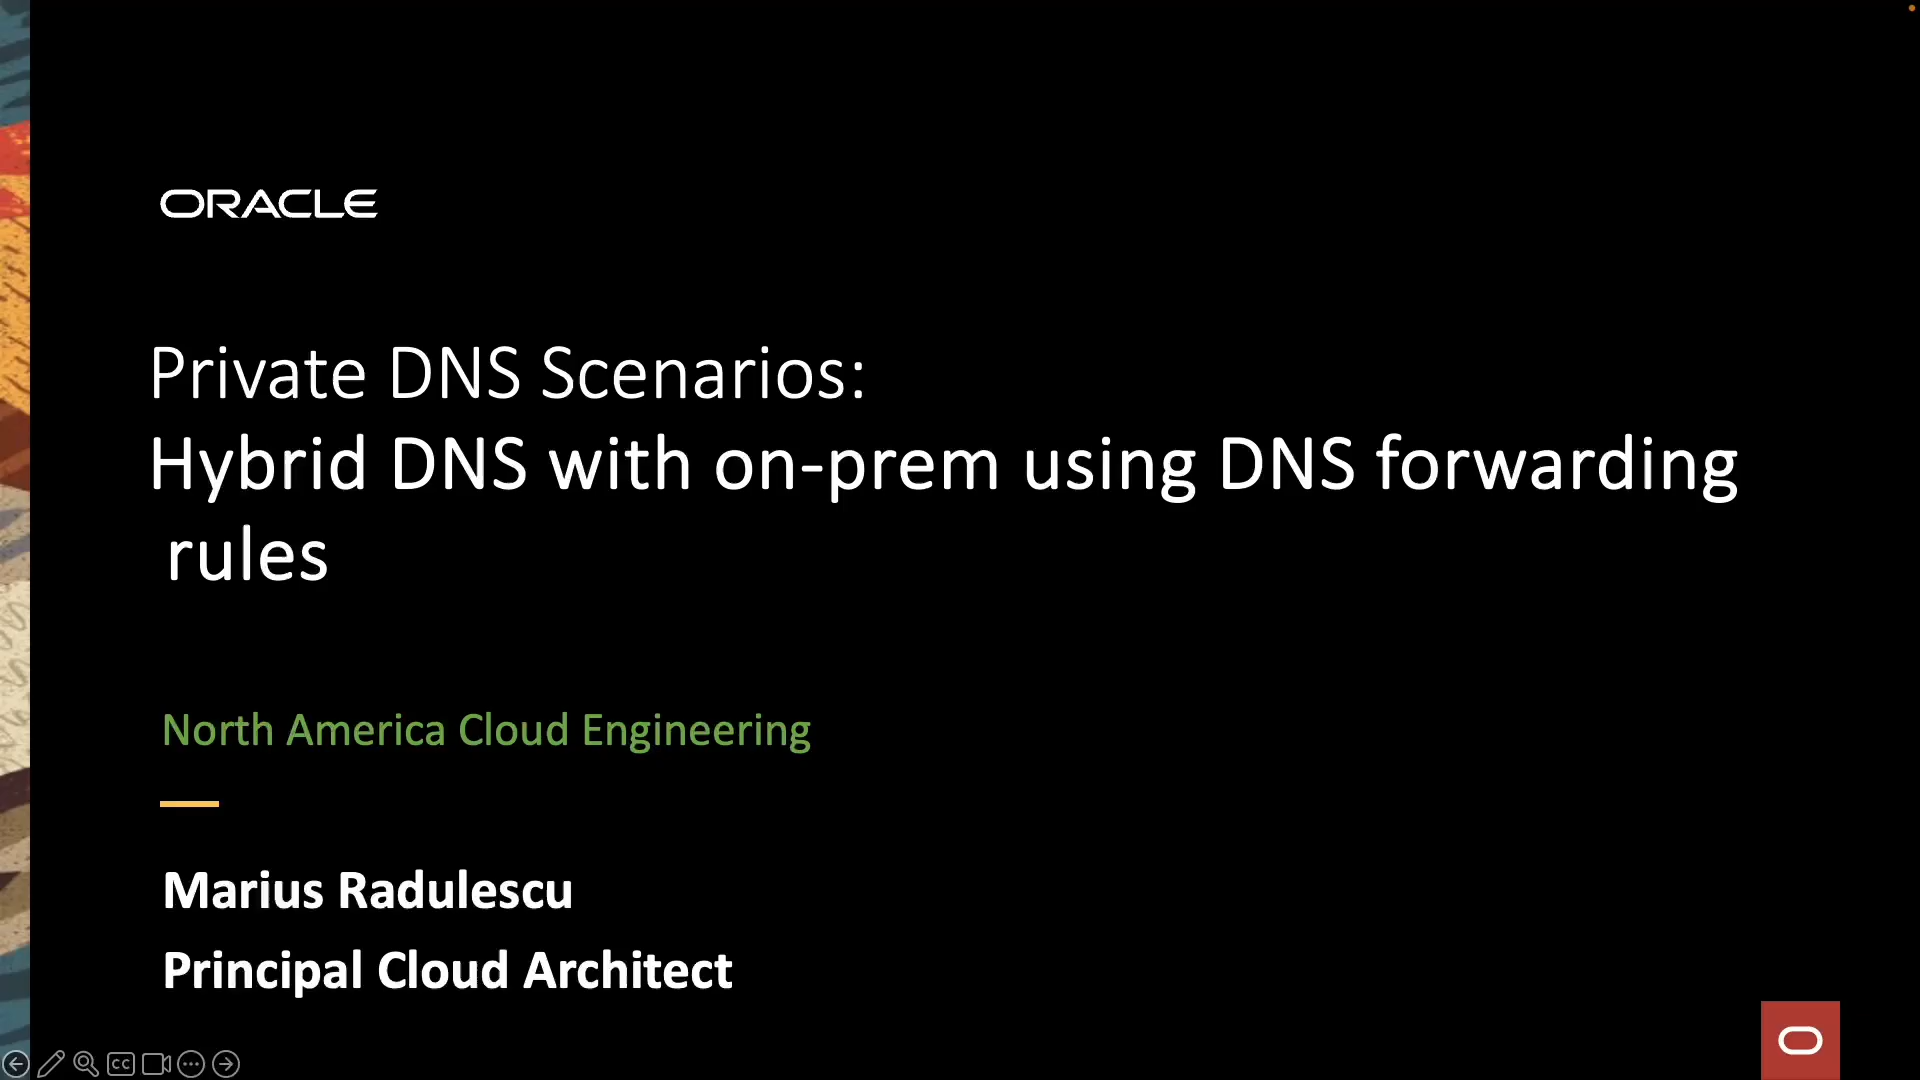 ORACLE
Private DNS Scenarios:
Hybrid DNS with on-prem using DNS forwarding
rules
North America Cloud Engineering
Marius Radulescu
Principal Cloud Architect
CC